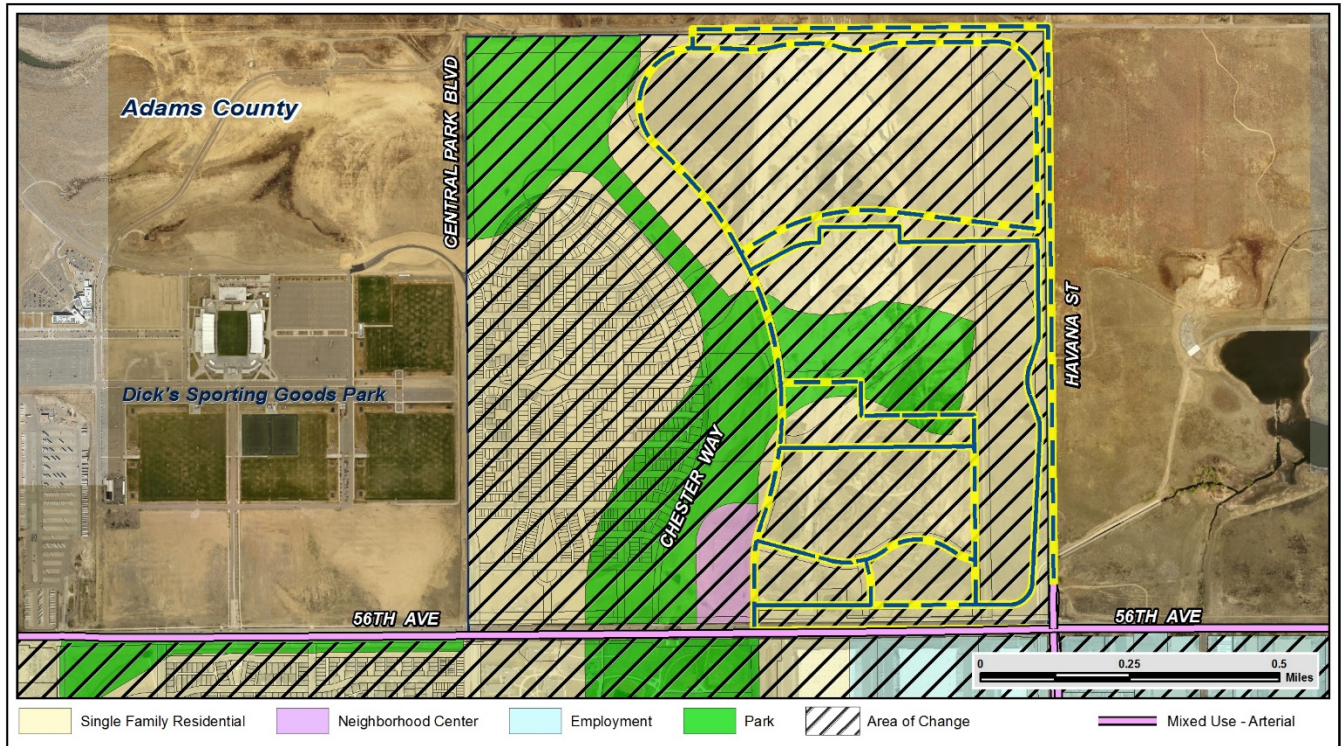 Adams County
CENTRAL PARK BLVD
Dick's Sporting Goods Park
CHESTER WAY
HAVANA ST
56TH AVE
56TH AVE
0 0.25 0.5
Miles
Single Family Residential
Neighborhood Center
Employment
Park
Area of Change
Mixed Use - Arterial